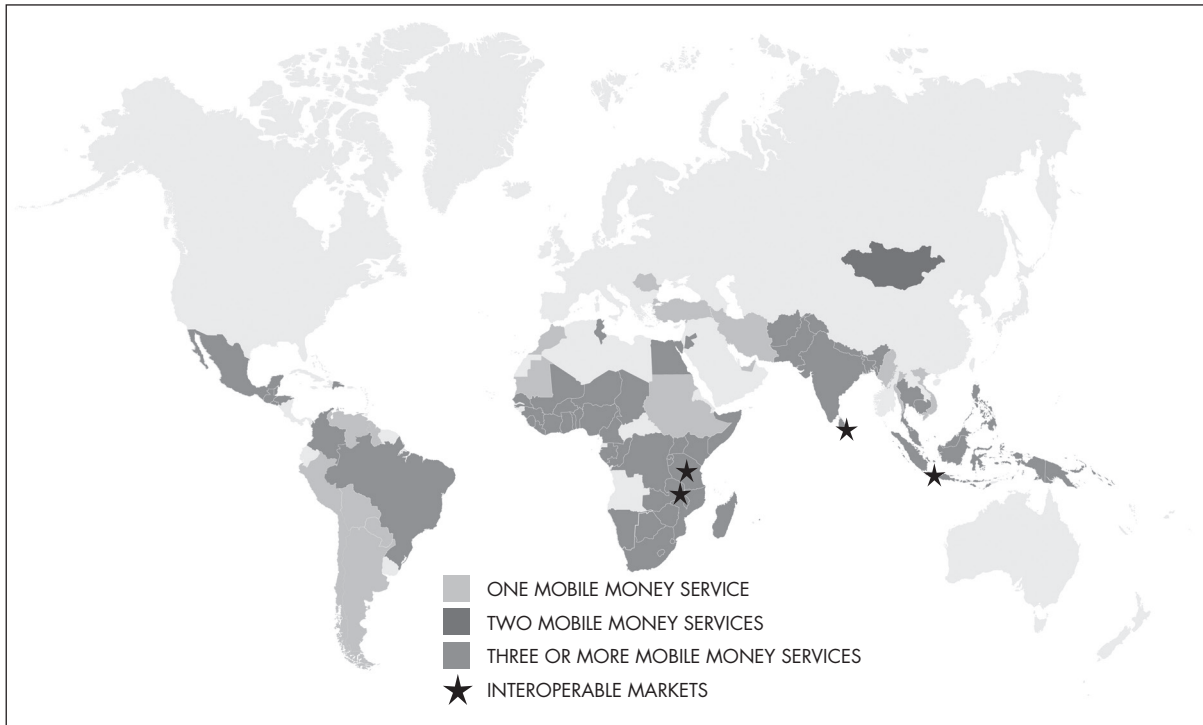 ONE MOBILE MONEY SERVICE
TWO MOBILE MONEY SERVICES
THREE OR MORE MOBILE MONEY SERVICES
INTEROPERABLE MARKETS